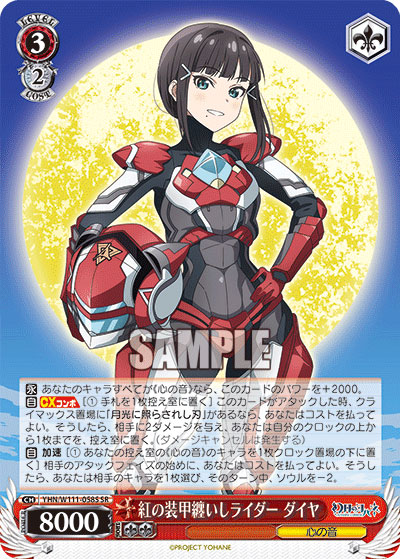 LEVEL
3
2
COST
SAMPLE
永 あなたのキャラすべてが《心の音》なら、このカードのパワーを+2000。
自 CXコンボ [① 手札を1枚控え室に置く] このカードがアタックした時、クラ
イマックス置場に「月光に照らされし刃」があるなら、あなたはコストを払ってよ
い。そうしたら、相手に2ダメージを与え、あなたは自分のクロックの上
から1枚までを、控え室に置く。(ダメージキャンセルは発生する)
自 加速 [① あなたの控え室の《心の音》のキャラを1枚クロック置場の下に置
く] 相手のアタックフェイズの始めに、あなたはコストを払ってよい。そうした
ら、相手の前列のキャラを1枚選び、そのターン中、ソウルを-2。
CH
YHN/W111-058SSR
8000
紅の装甲纏いしライダー ダイヤ
心の音
©PROJECT YOHANE